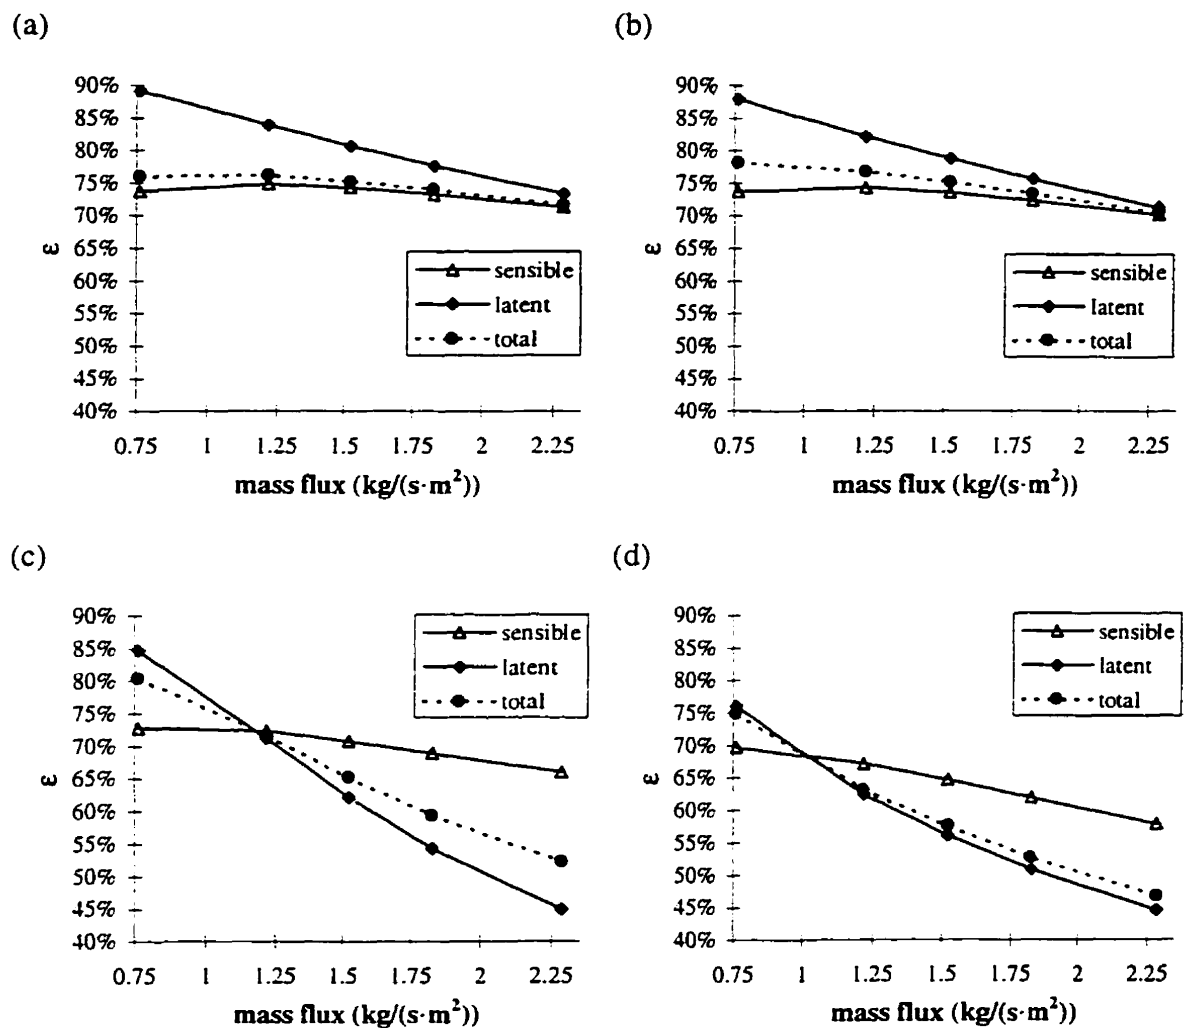 (a)
90%
85%
80%
75%
70%
65%
60%
55%
50%
45%
40%
ε
sensible
latent
total
0.75 1 1.25 1.5 1.75 2 2.25
mass flux (kg/(s·m²))
(b)
90%
85%
80%
75%
70%
65%
60%
55%
50%
45%
40%
ε
sensible
latent
total
0.75 1 1.25 1.5 1.75 2 2.25
mass flux (kg/(s·m²))
(c)
90%
85%
80%
75%
70%
65%
60%
55%
50%
45%
40%
ε
sensible
latent
total
0.75 1 1.25 1.5 1.75 2 2.25
mass flux (kg/(s·m²))
(d)
90%
85%
80%
75%
70%
65%
60%
55%
50%
45%
40%
ε
sensible
latent
total
0.75 1 1.25 1.5 1.75 2 2.25
mass flux (kg/(s·m²))